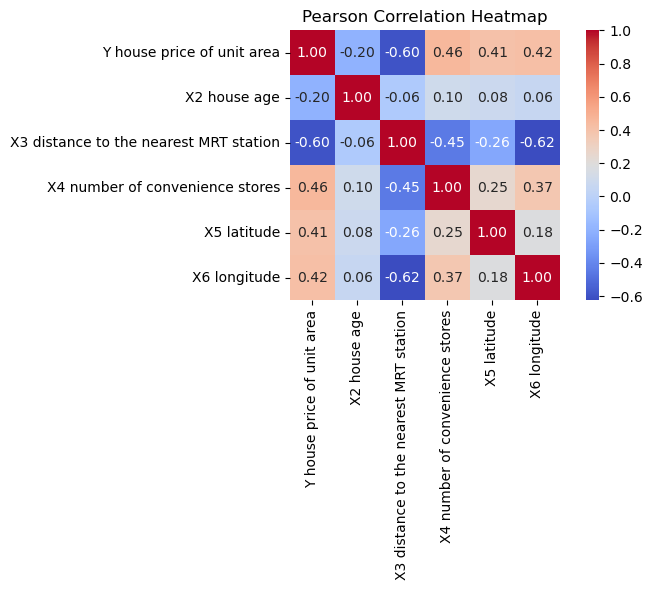 Pearson Correlation Heatmap
Y house price of unit area 1.00 -0.20 -0.60 0.46 0.41 0.42
X2 house age -0.20 1.00 -0.06 0.10 0.08 0.06
X3 distance to the nearest MRT station -0.60 -0.06 1.00 -0.45 -0.26 -0.62
X4 number of convenience stores 0.46 0.10 -0.45 1.00 0.25 0.37
X5 latitude 0.41 0.08 -0.26 0.25 1.00 0.18
X6 longitude 0.42 0.06 -0.62 0.37 0.18 1.00
Y house price of unit area
X2 house age
X3 distance to the nearest MRT station
X4 number of convenience stores
X5 latitude
X6 longitude
1.0
0.8
0.6
0.4
0.2
0.0
−0.2
−0.4
−0.6